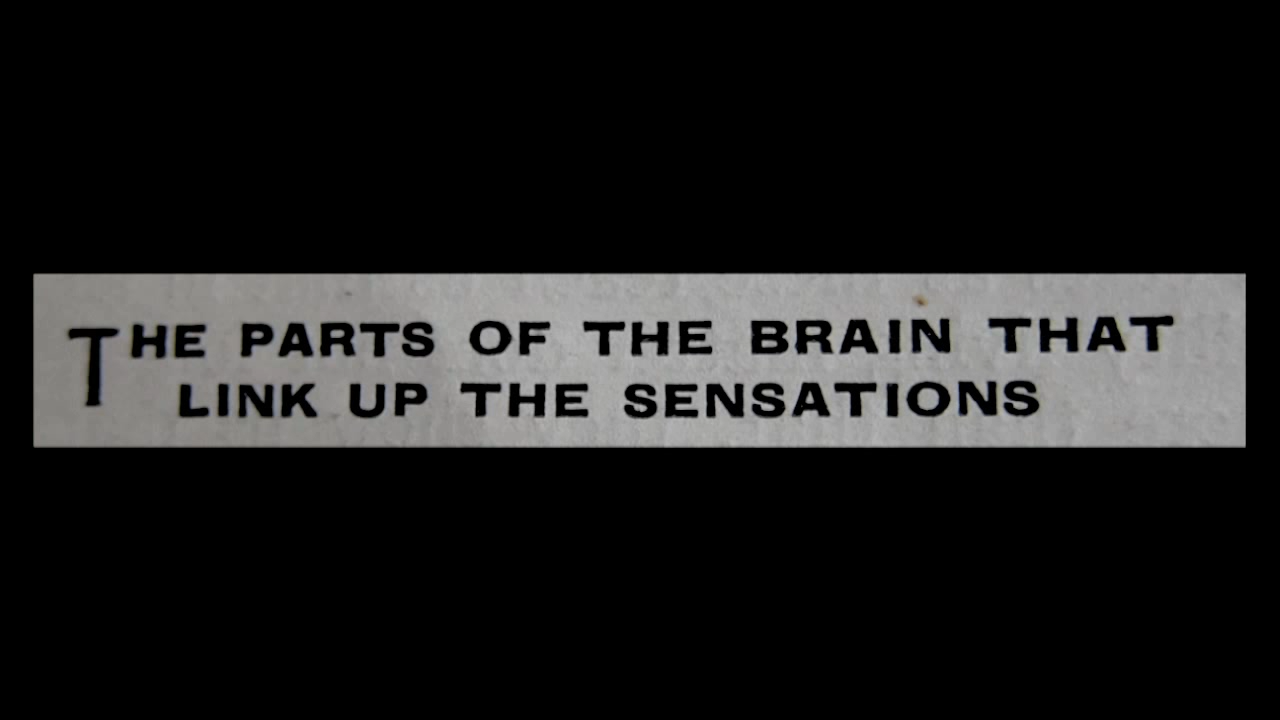 THE PARTS OF THE BRAIN THAT
LINK UP THE SENSATIONS